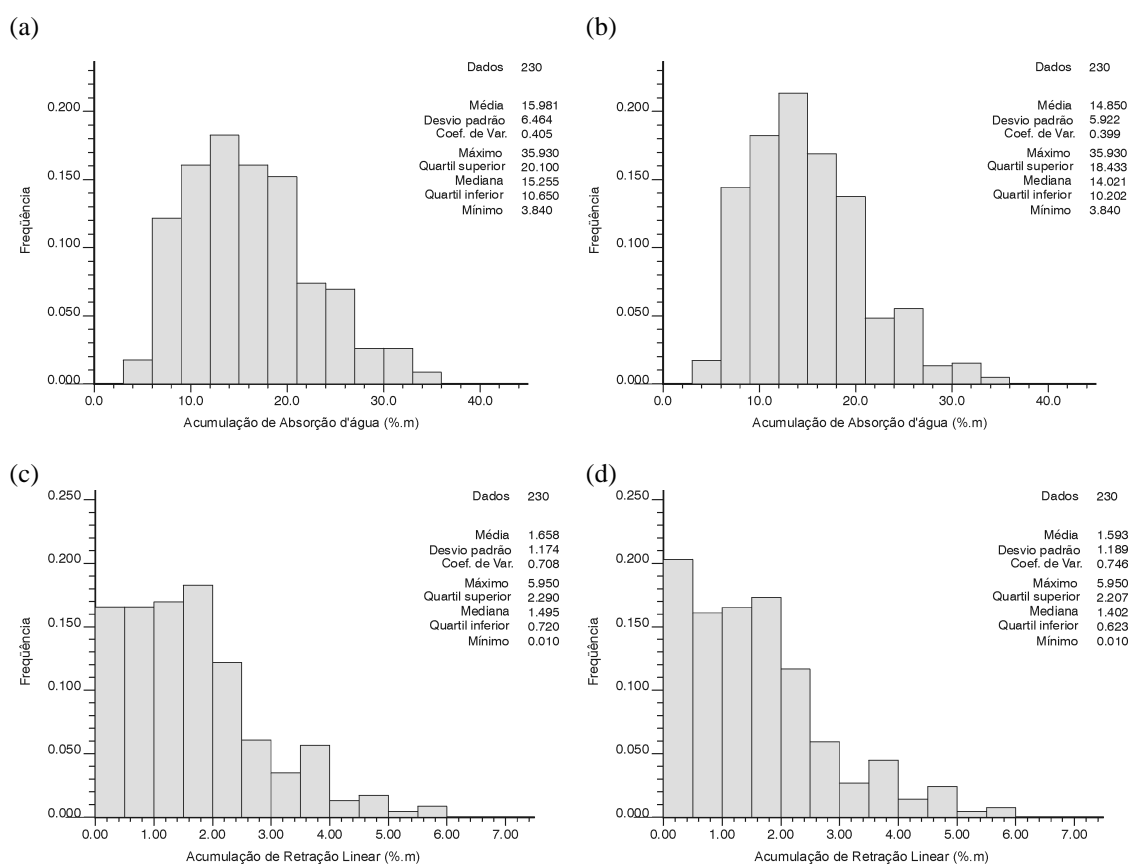 (a)
Dados 230
Média 15.981
Desvio padrão 6.464
Coef. de Var. 0.405
Máximo 35.930
Quartil superior 20.100
Mediana 15.255
Quartil inferior 10.650
Mínimo 3.840
Freqüência
0.200
0.150
0.100
0.050
0.000
0.0 10.0 20.0 30.0 40.0
Acumulação de Absorção d'água (%.m)
(b)
Dados 230
Média 14.850
Desvio padrão 5.922
Coef. de Var. 0.399
Máximo 35.930
Quartil superior 18.433
Mediana 14.021
Quartil inferior 10.202
Mínimo 3.840
Freqüência
0.200
0.150
0.100
0.050
0.000
0.0 10.0 20.0 30.0 40.0
Acumulação de Absorção d'água (%.m)
(c)
Dados 230
Média 1.658
Desvio padrão 1.174
Coef. de Var. 0.708
Máximo 5.950
Quartil superior 2.290
Mediana 1.495
Quartil inferior 0.720
Mínimo 0.010
Freqüência
0.250
0.200
0.150
0.100
0.050
0.000
0.00 1.00 2.00 3.00 4.00 5.00 6.00 7.00
Acumulação de Retração Linear (%.m)
(d)
Dados 230
Média 1.593
Desvio padrão 1.189
Coef. de Var. 0.746
Máximo 5.950
Quartil superior 2.207
Mediana 1.402
Quartil inferior 0.623
Mínimo 0.010
Freqüência
0.250
0.200
0.150
0.100
0.050
0.000
0.00 1.00 2.00 3.00 4.00 5.00 6.00 7.00
Acumulação de Retração Linear (%.m)